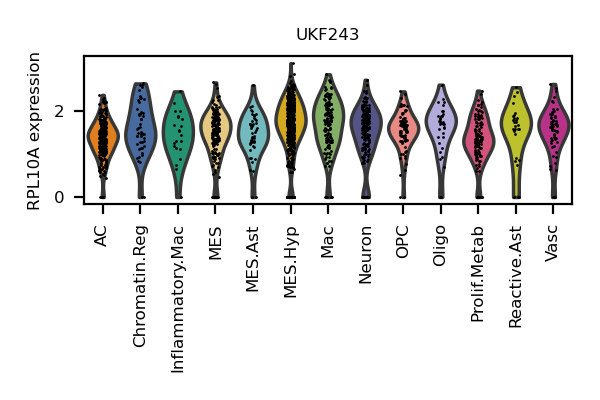 UKF243
RPL10A expression
2
0
AC
Chromatin.Reg
Inflammatory.Mac
MES
MES.Ast
MES.Hyp
Mac
Neuron
OPC
Oligo
Prolif.Metab
Reactive.Ast
Vasc